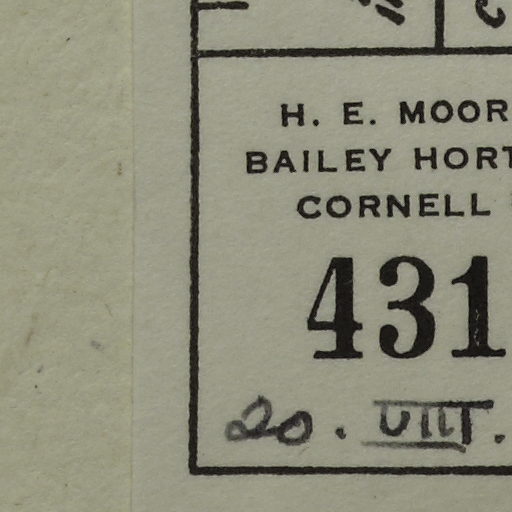 H. E. MOOR
BAILEY HORT
CORNELL
431
20. VIII.